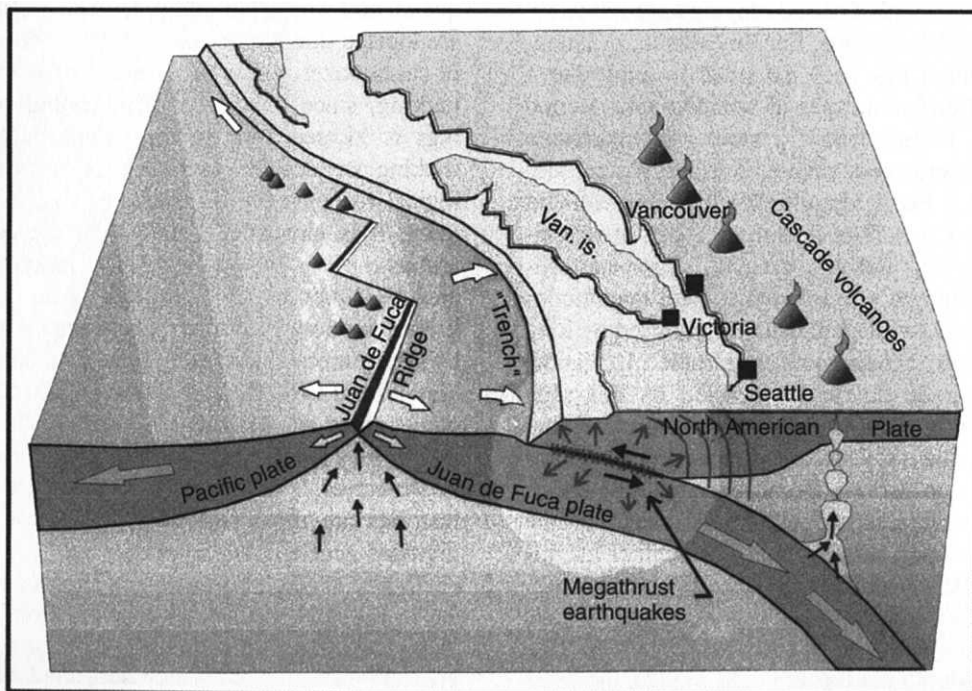 Vancouver
Van. is.
Cascade volcanoes
"Trench"
Juan de Fuca
Ridge
Victoria
Seattle
North American
Plate
Pacific plate
Juan de Fuca plate
Megathrust
earthquakes